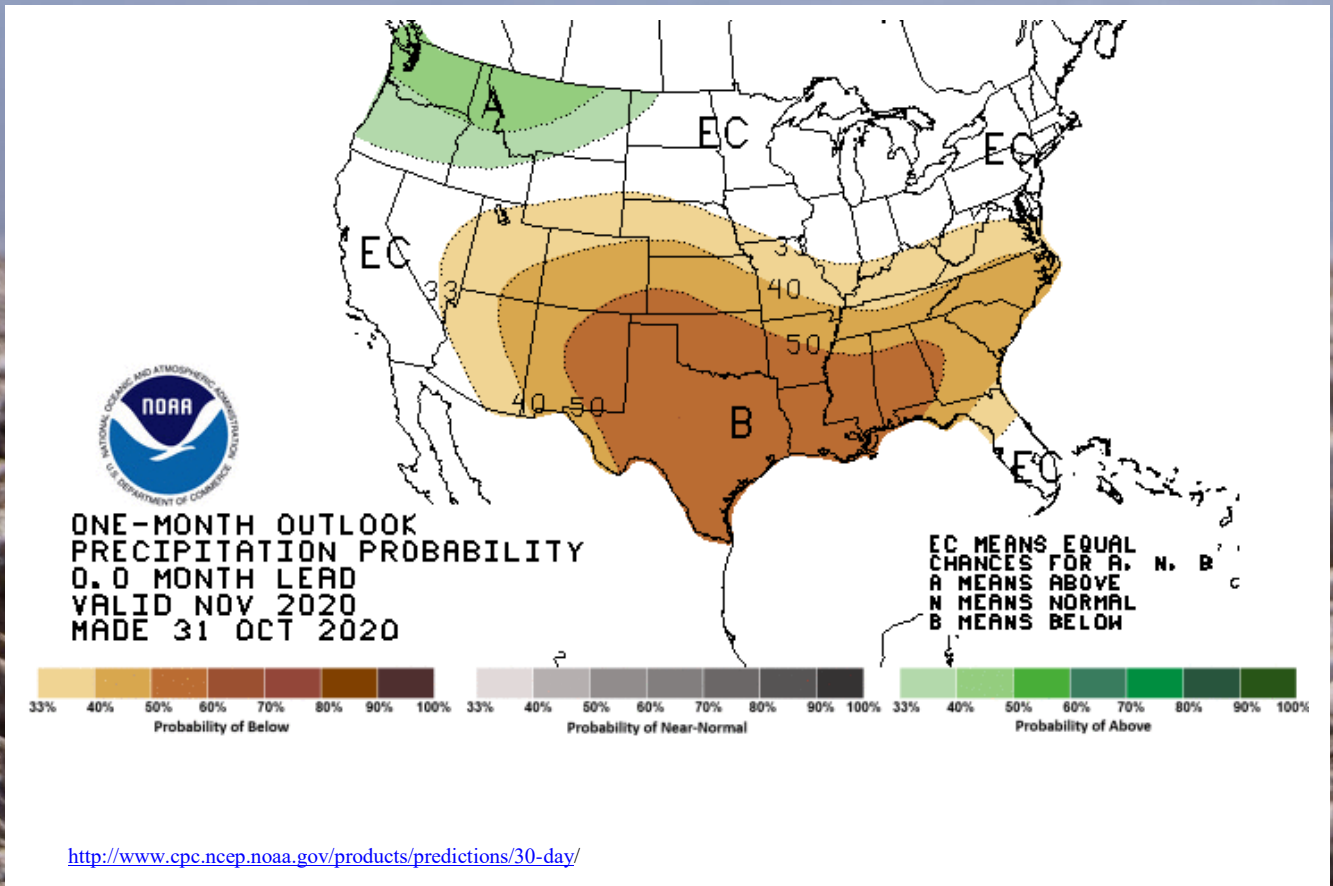 A
EC
EC
EC
33
3
40
50
40
50
B
EC
NATIONAL OCEANIC AND ATMOSPHERIC ADMINISTRATION
NOAA
U.S. DEPARTMENT OF COMMERCE
ONE-MONTH OUTLOOK
PRECIPITATION PROBABILITY
0.0 MONTH LEAD
VALID NOV 2020
MADE 31 OCT 2020
EC MEANS EQUAL
CHANCES FOR A, N, B
A MEANS ABOVE
N MEANS NORMAL
B MEANS BELOW
33% 40% 50% 60% 70% 80% 90% 100%
Probability of Below
33% 40% 50% 60% 70% 80% 90% 100%
Probability of Near-Normal
33% 40% 50% 60% 70% 80% 90% 100%
Probability of Above
http://www.cpc.ncep.noaa.gov/products/predictions/30-day/